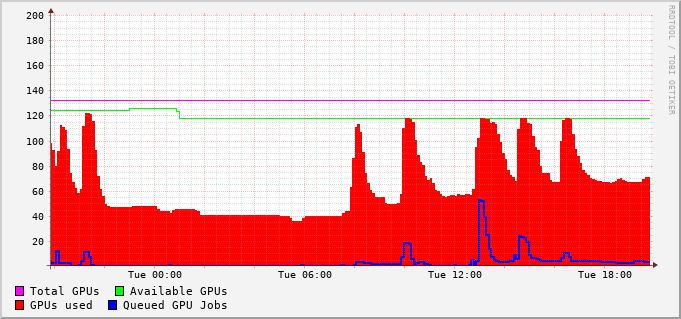 200
180
160
140
120
100
80
60
40
20
Tue 00:00 Tue 06:00 Tue 12:00 Tue 18:00
Total GPUs Available GPUs
GPUs used Queued GPU Jobs
RRDTOOL / TOBI OETIKER